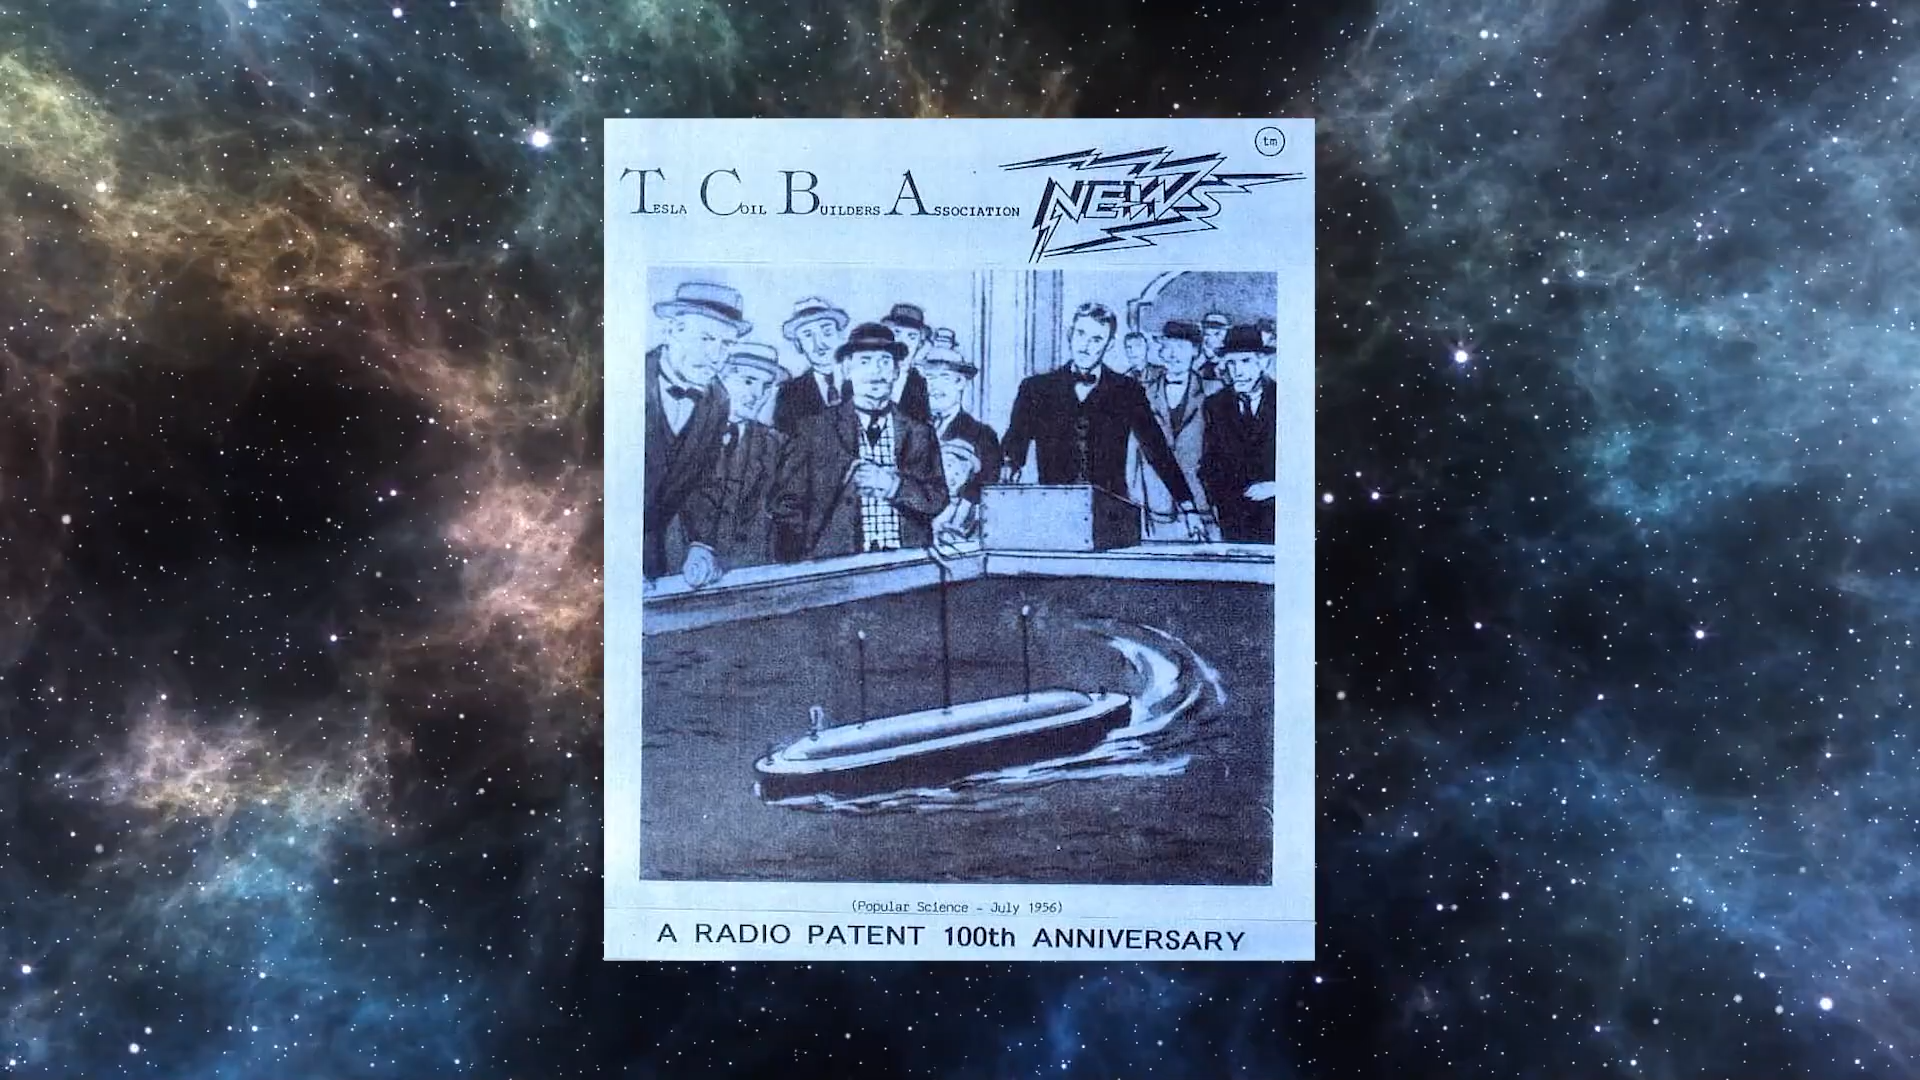 tm
TESLA COIL BUILDERS ASSOCIATION NEWS
(Popular Science - July 1956)
A RADIO PATENT 100th ANNIVERSARY